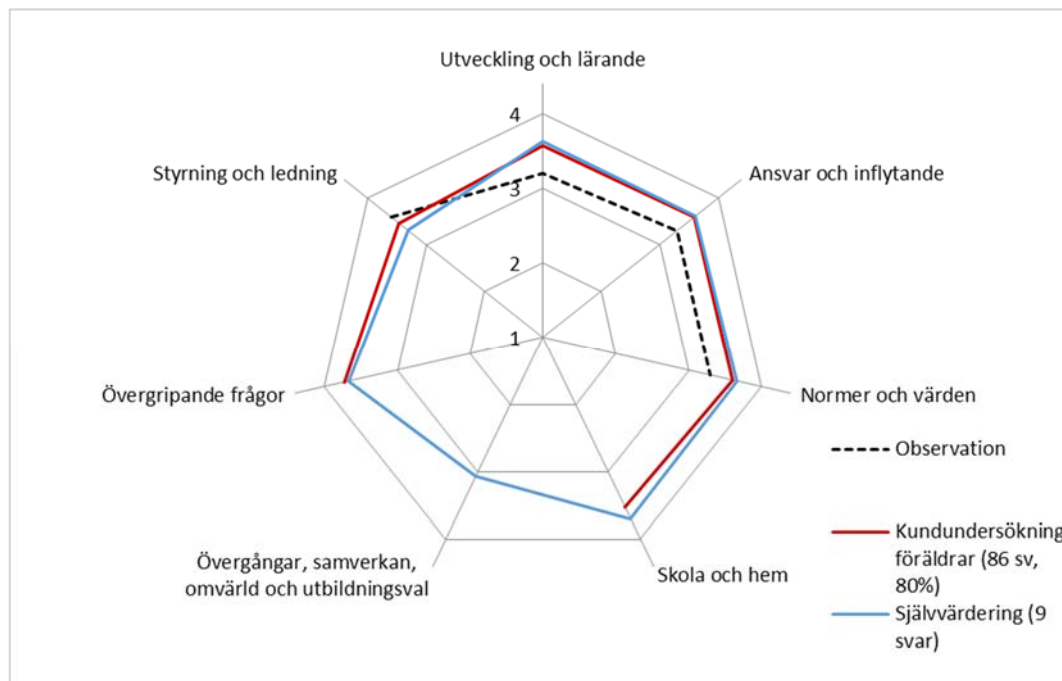 Utveckling och lärande
4
Styrning och ledning
Ansvar och inflytande
3
2
1
Övergripande frågor
Normer och värden
Observation
Övergångar, samverkan,
omvärld och utbildningsval
Skola och hem
Kundundersökning
föräldrar (86 sv,
80%)
Självvärdering (9
svar)